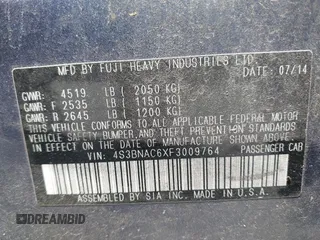 MFD BY FUJI HEAVY INDUSTRIES LTD. 07/14
GVWR: 4519 LB ( 2050 KG)
GAWR: F 2535 LB ( 1150 KG)
GAWR: R 2645 LB ( 1200 KG)
THIS VEHICLE CONFORMS TO ALL APPLICABLE FEDERAL MOTOR
VEHICLE SAFETY, BUMPER, AND THEFT PREVENTION STANDARDS
IN EFFECT ON THE DATE OF MANUFACTURE SHOWN ABOVE.
VIN: 4S3BNAC6XF3009764 PASSENGER CAR
ASSEMBLED BY SIA INC. MADE IN U.S.A.
DREAMBID